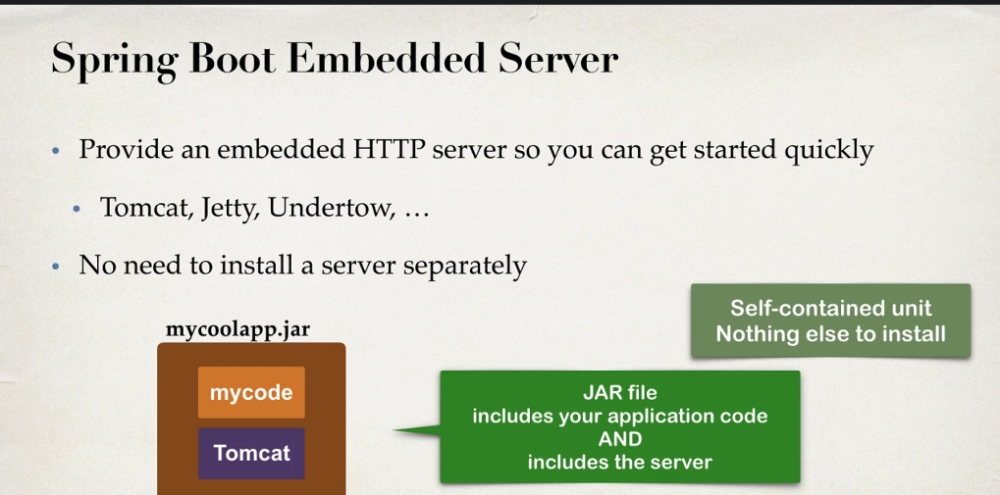 Spring Boot Embedded Server
• Provide an embedded HTTP server so you can get started quickly
• Tomcat, Jetty, Undertow, …
• No need to install a server separately
Self-contained unit
Nothing else to install
mycoolapp.jar
mycode
Tomcat
JAR file
includes your application code
AND
includes the server